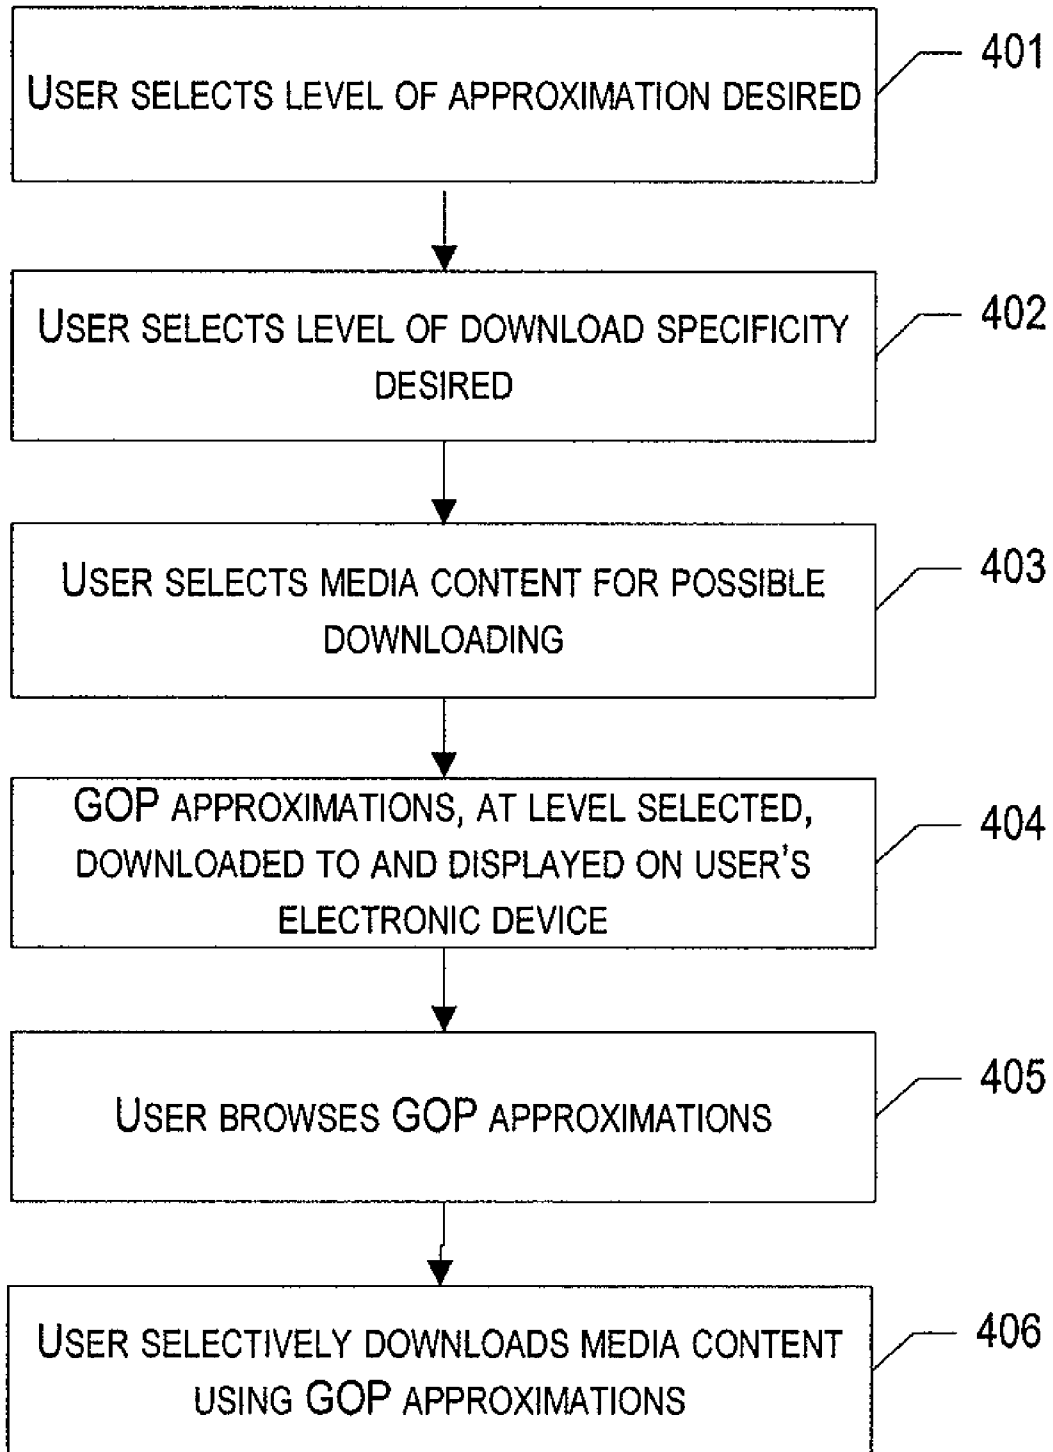 USER SELECTS LEVEL OF APPROXIMATION DESIRED
401
USER SELECTS LEVEL OF DOWNLOAD SPECIFICITY
DESIRED
402
USER SELECTS MEDIA CONTENT FOR POSSIBLE
DOWNLOADING
403
GOP APPROXIMATIONS, AT LEVEL SELECTED,
DOWNLOADED TO AND DISPLAYED ON USER'S
ELECTRONIC DEVICE
404
USER BROWSES GOP APPROXIMATIONS
405
USER SELECTIVELY DOWNLOADS MEDIA CONTENT
USING GOP APPROXIMATIONS
406